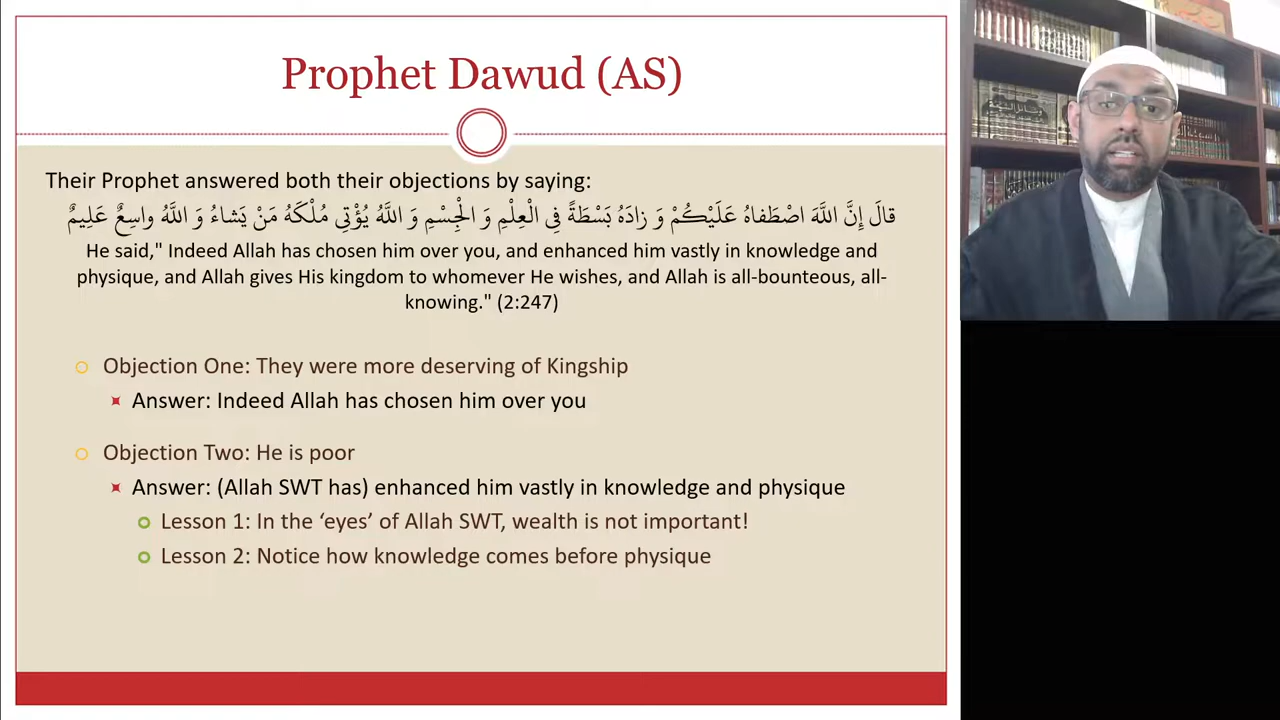 Prophet Dawud (AS)
Their Prophet answered both their objections by saying:
قالَ إِنَّ اللَّهَ اصْطَفاهُ عَلَيْكُمْ وَ زادَهُ بَسْطَةً فِي الْعِلْمِ وَ الْجِسْمِ وَ اللَّهُ يُؤْتِي مُلْكَهُ مَنْ يَشاءُ وَ اللَّهُ واسِعٌ عَلِيمٌ
He said," Indeed Allah has chosen him over you, and enhanced him vastly in knowledge and
physique, and Allah gives His kingdom to whomever He wishes, and Allah is all-bounteous, all-
knowing." (2:247)
Objection One: They were more deserving of Kingship
Answer: Indeed Allah has chosen him over you
Objection Two: He is poor
Answer: (Allah SWT has) enhanced him vastly in knowledge and physique
Lesson 1: In the ‘eyes’ of Allah SWT, wealth is not important!
Lesson 2: Notice how knowledge comes before physique